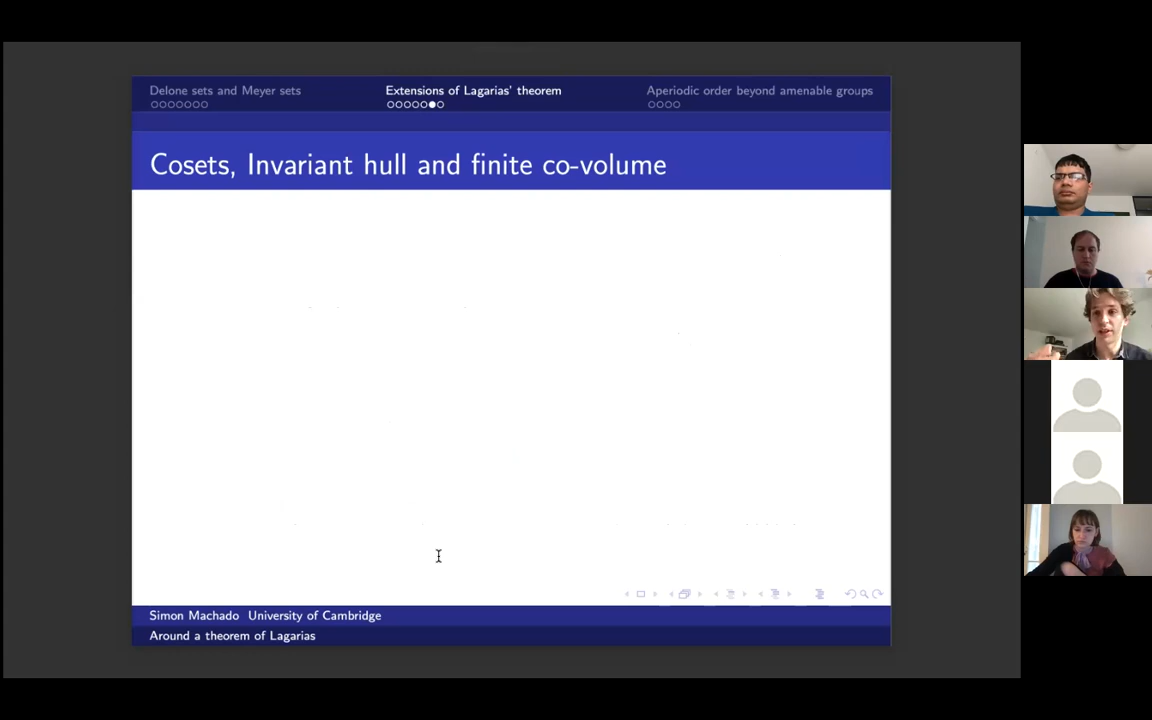 Delone sets and Meyer sets
Extensions of Lagarias' theorem
Aperiodic order beyond amenable groups
Cosets, Invariant hull and finite co-volume
Simon Machado University of Cambridge
Around a theorem of Lagarias